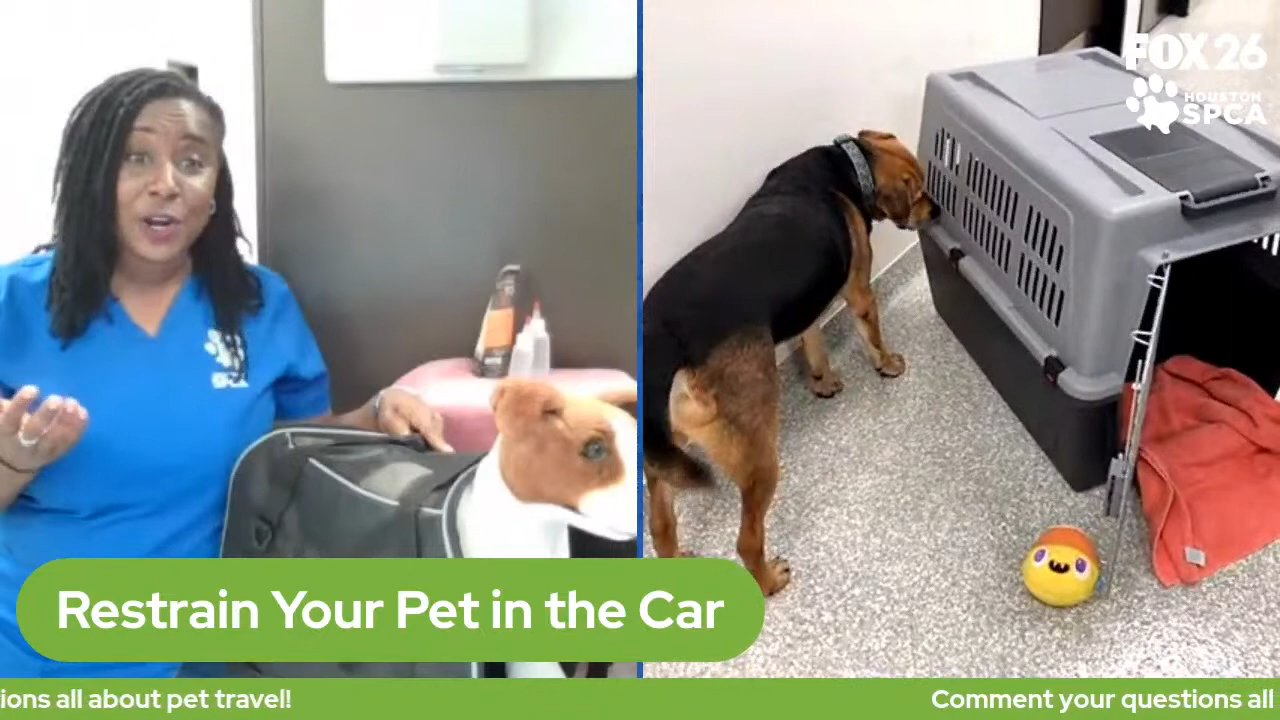 FOX 26
HOUSTON
SPCA
Restrain Your Pet in the Car
ions all about pet travel!
Comment your questions all